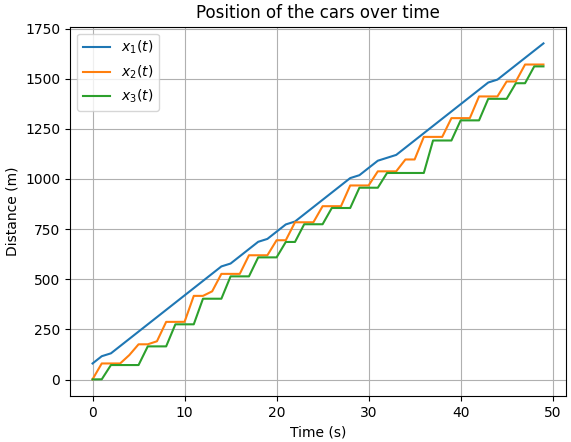 Position of the cars over time
x₁(t)
x₂(t)
x₃(t)
Distance (m)
1750
1500
1250
1000
750
500
250
0
0 10 20 30 40 50
Time (s)